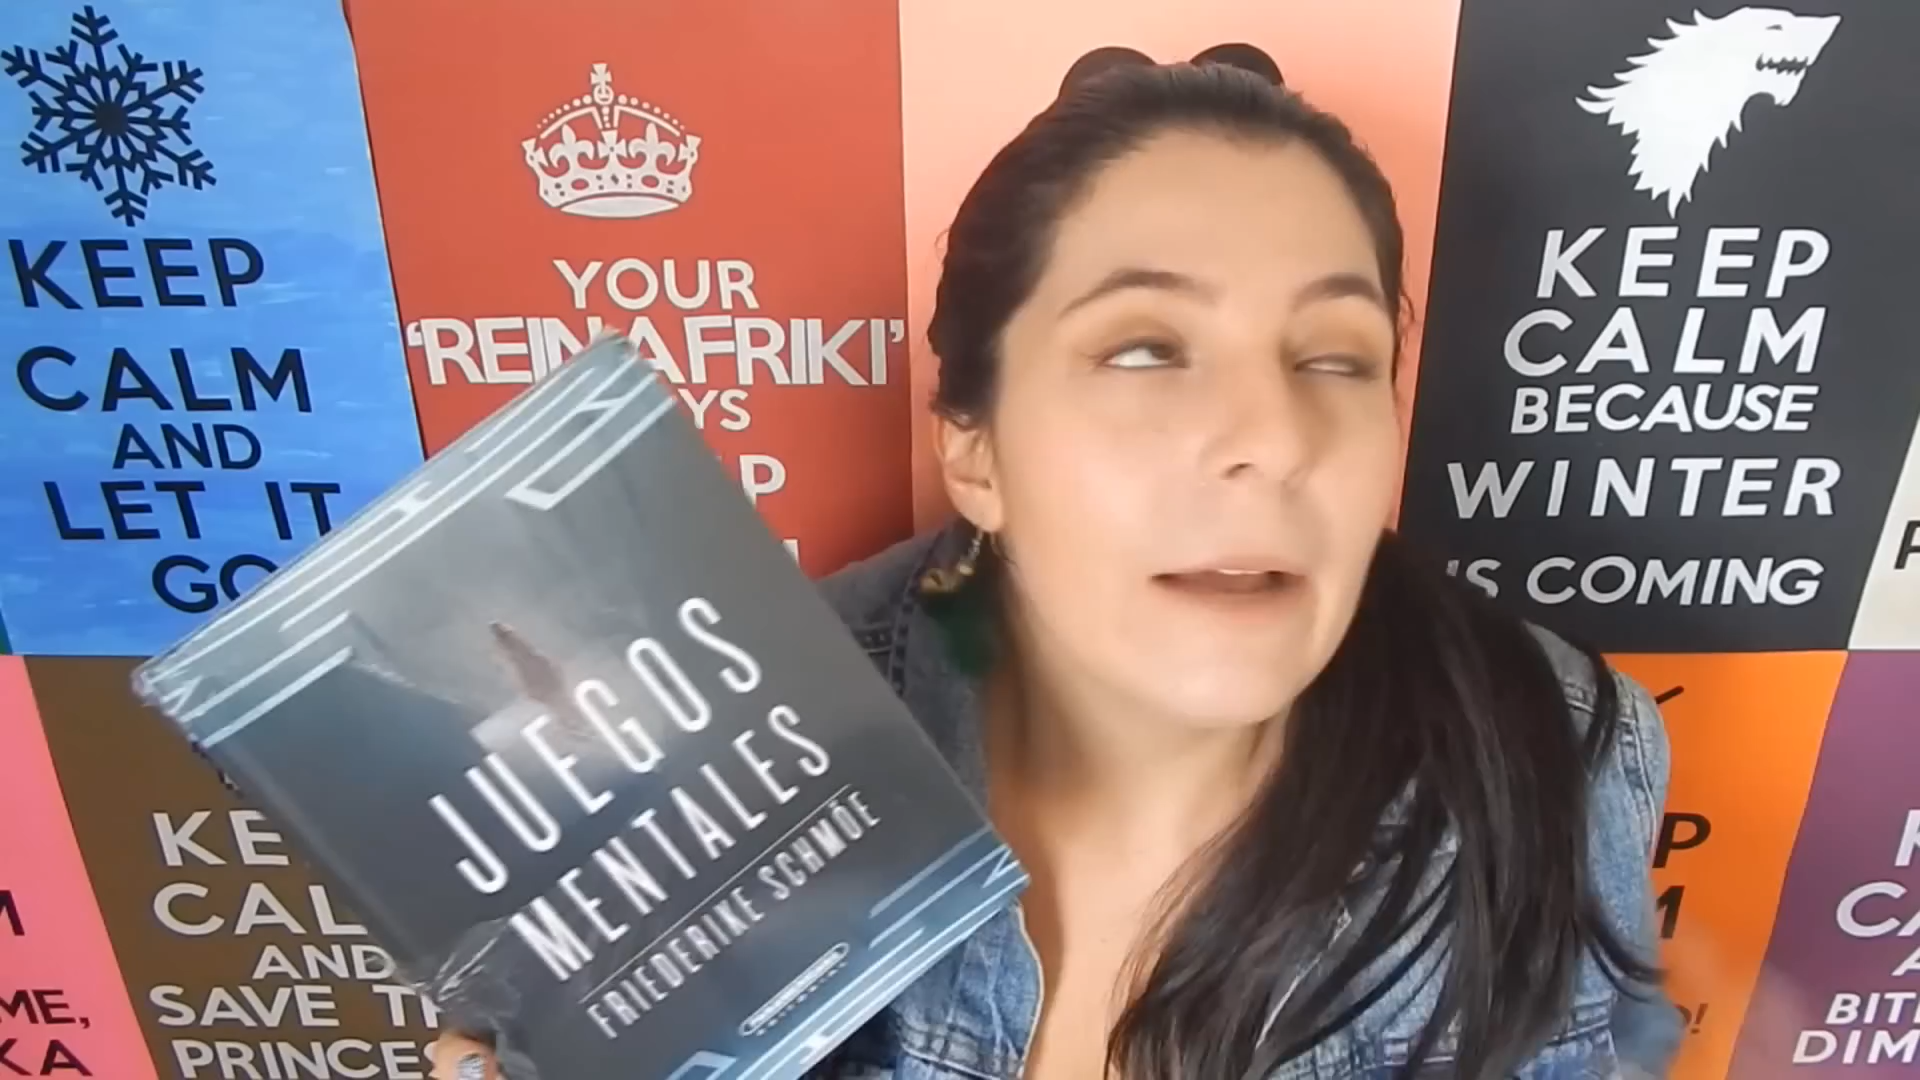 KEEP
CALM
AND
LET IT
GO
YOUR
'REINAFRIKI'
KEEP
CALM
BECAUSE
WINTER
IS COMING
JUEGOS
MENTALES
FRIEDERIKE SCHMÖE
KE
CAL
AND
SAVE TH
PRINCES
ME,
KA
P
M
O!
K
CA
A
BIT
DIM